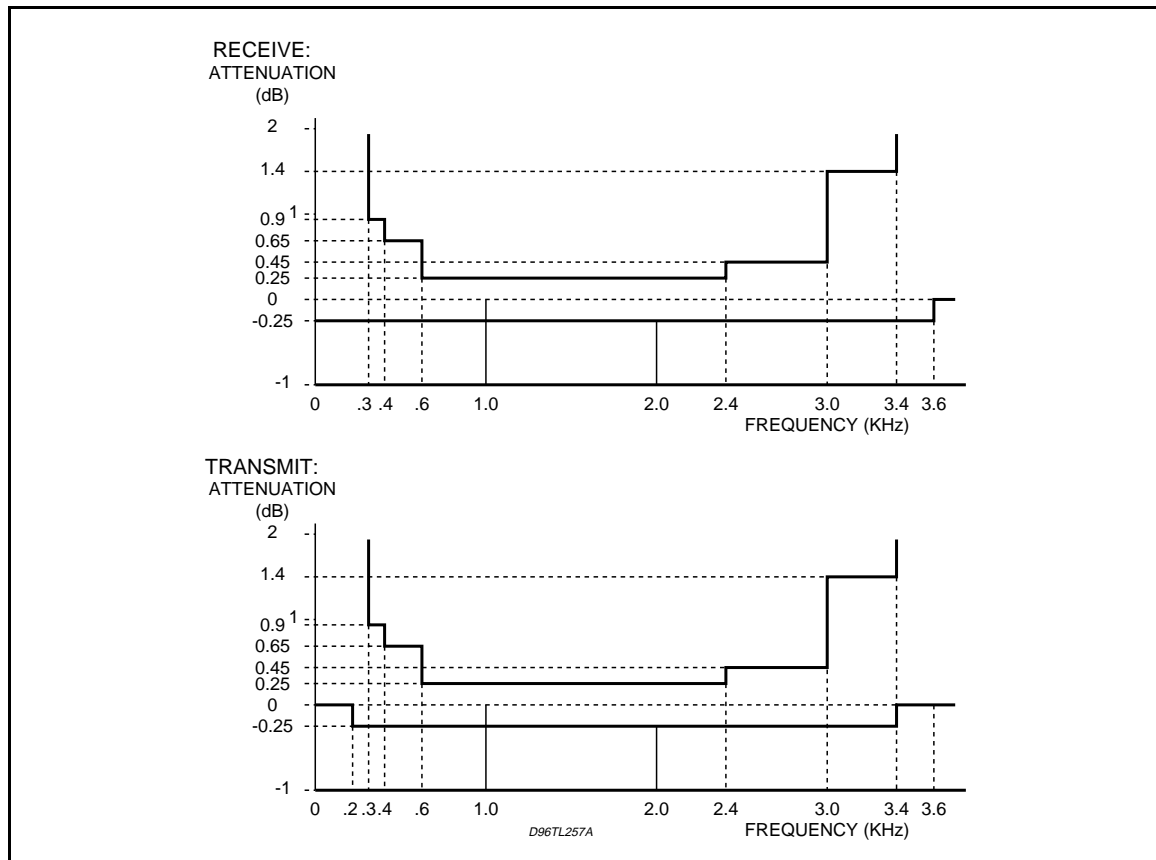 RECEIVE:
ATTENUATION
(dB)
2
1.4
1
0.9
0.65
0.45
0.25
0
-0.25
-1
0 .3 .4 .6 1.0 2.0 2.4 3.0 3.4 3.6
FREQUENCY (KHz)
TRANSMIT:
ATTENUATION
(dB)
2
1.4
1
0.9
0.65
0.45
0.25
0
-0.25
-1
0 .2 .3 .4 .6 1.0 2.0 2.4 3.0 3.4 3.6
D96TL257A
FREQUENCY (KHz)